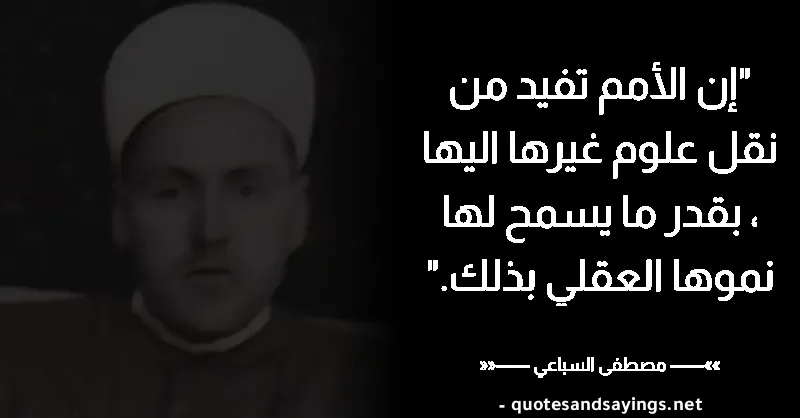 "إن الأمم تفيد من
نقل علوم غيرها اليها
، بقدر ما يسمح لها
نموها العقلي بذلك."
»»—— مصطفى السباعي ——««
- quotesandsayings.net